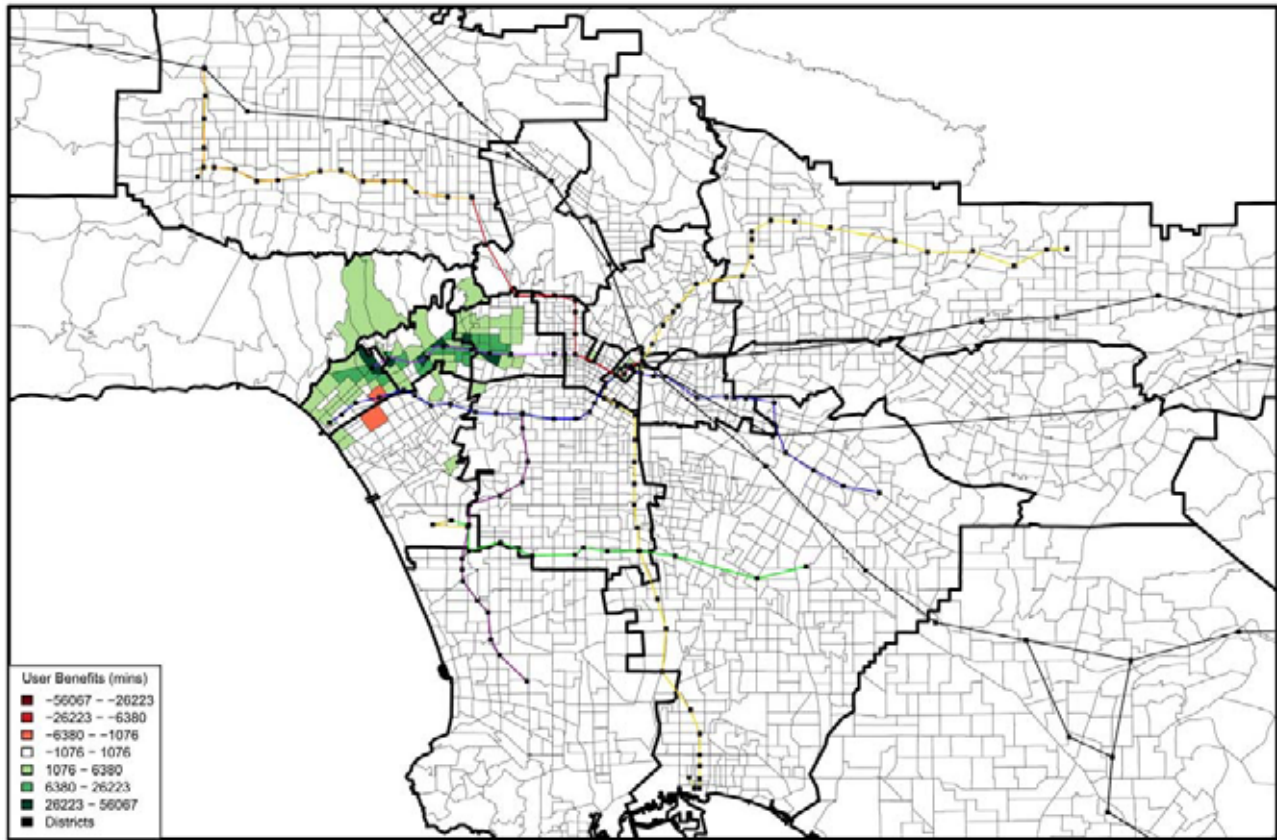 User Benefits (mins)
−56067 – −26223
−26223 – −6380
−6380 – −1076
−1076 – 1076
1076 – 6380
6380 – 26223
26223 – 56067
Districts